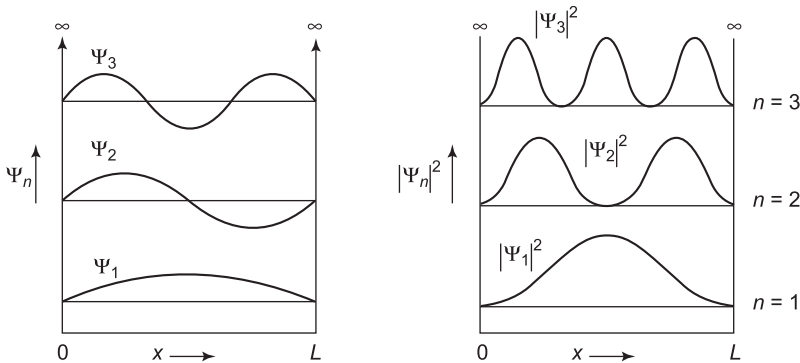 ∞ ∞
Ψ₃
Ψ₂
Ψₙ
Ψ₁
0 x L
∞ |Ψ₃|² ∞
n = 3
|Ψ₂|²
|Ψₙ|²
n = 2
|Ψ₁|²
n = 1
0 x L